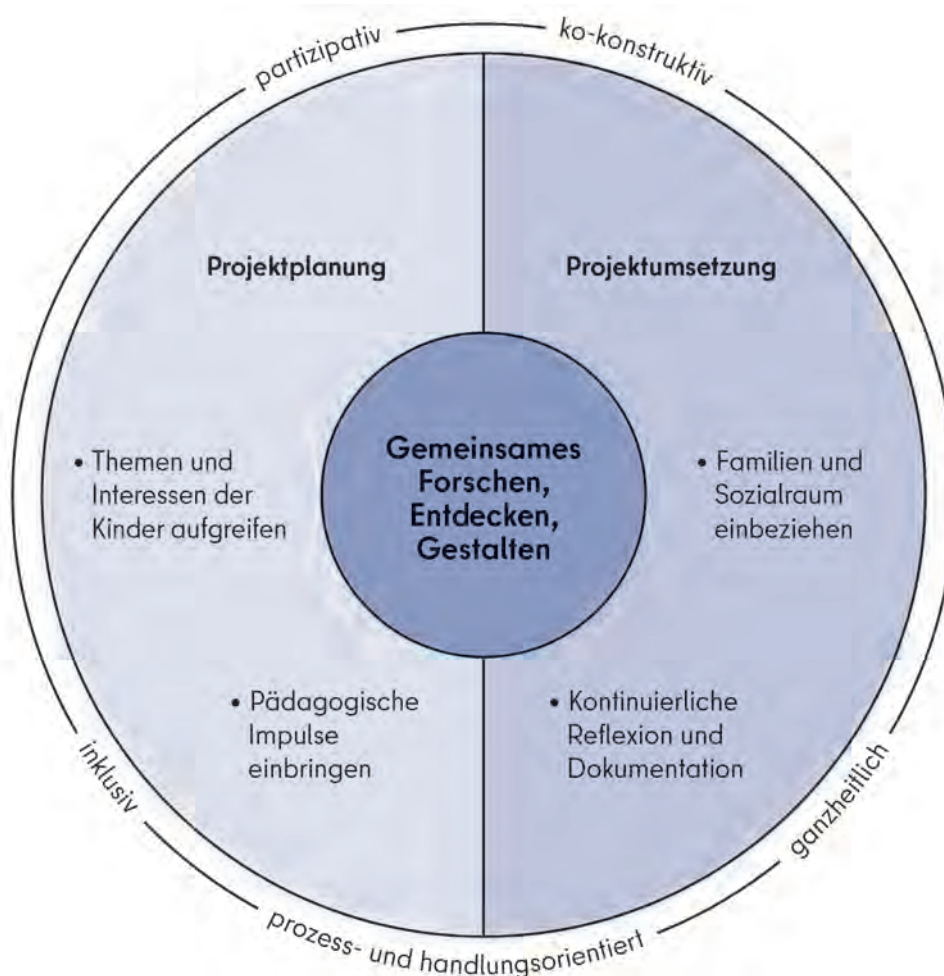 partizipativ
ko-konstruktiv
Projektplanung
Projektumsetzung
• Themen und
Interessen der
Kinder aufgreifen
Gemeinsames
Forschen,
Entdecken,
Gestalten
• Familien und
Sozialraum
einbeziehen
• Pädagogische
Impulse
einbringen
• Kontinuierliche
Reflexion und
Dokumentation
inklusiv
prozess- und handlungsorientiert
ganzheitlich